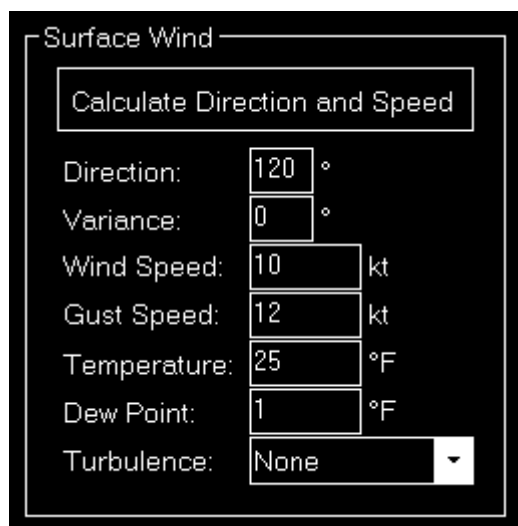 Surface Wind
Calculate Direction and Speed
Direction: 120 °
Variance: 0 °
Wind Speed: 10 kt
Gust Speed: 12 kt
Temperature: 25 °F
Dew Point: 1 °F
Turbulence: None